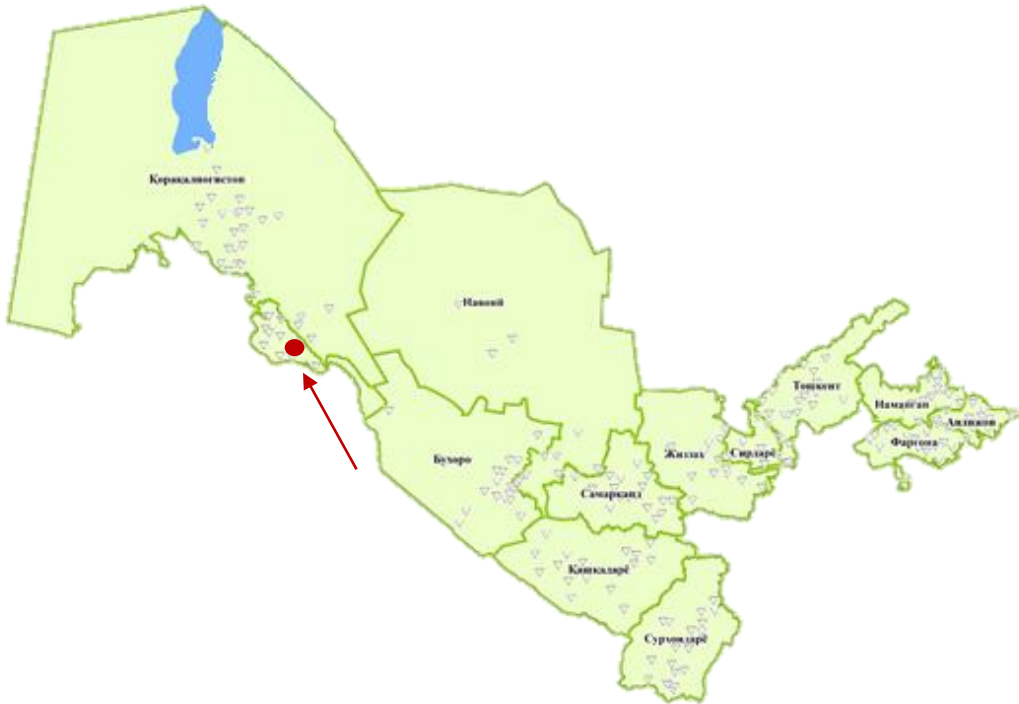 Қорақалпоғистон
Навоий
Тошкент
Наманган
Андижон
Фарғона
Бухоро
Жиззах
Сирдарё
Самарқанд
Қашқадарё
Сурхондарё